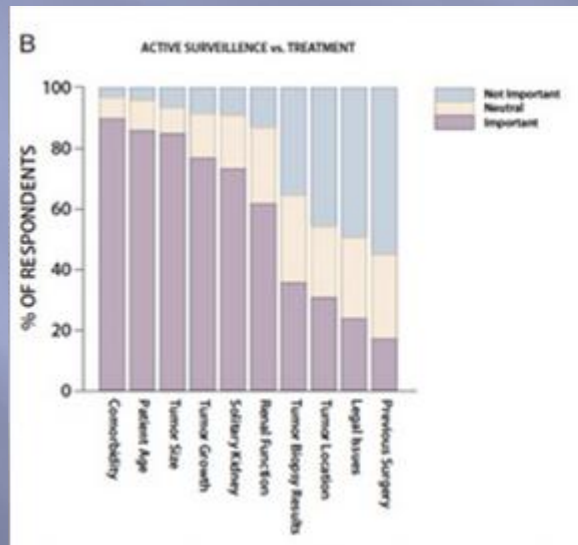 B
ACTIVE SURVEILLENCE vs. TREATMENT
100
80
60
40
20
0
% OF RESPONDENTS
Not Important
Neutral
Important
Comorbidity
Patient Age
Tumor Size
Tumor Growth
Solitary Kidney
Renal Function
Tumor Biopsy Results
Tumor Location
Legal Issues
Previous Surgery